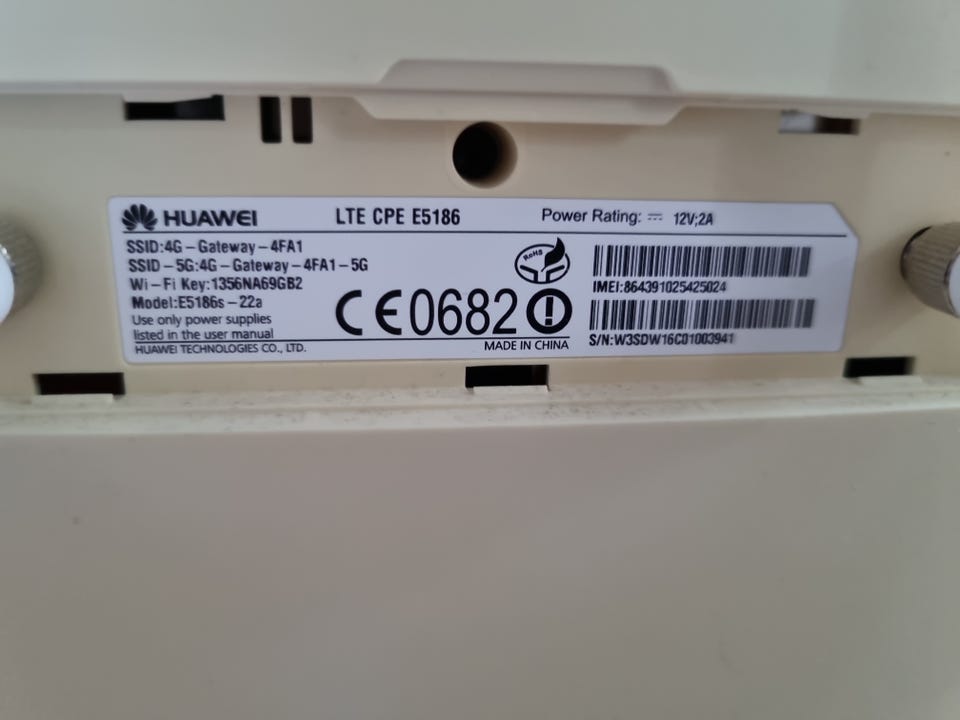 HUAWEI LTE CPE E5186 Power Rating: ⎓ 12V;2A
SSID:4G-Gateway-4FA1
SSID-5G:4G-Gateway-4FA1-5G
Wi-Fi Key:1356NA69GB2
Model:E5186s-22a
Use only power supplies
listed in the user manual
HUAWEI TECHNOLOGIES CO., LTD.
RoHS
CE0682
MADE IN CHINA
IMEI:864391025425024
S/N:W3SDW16C01003941